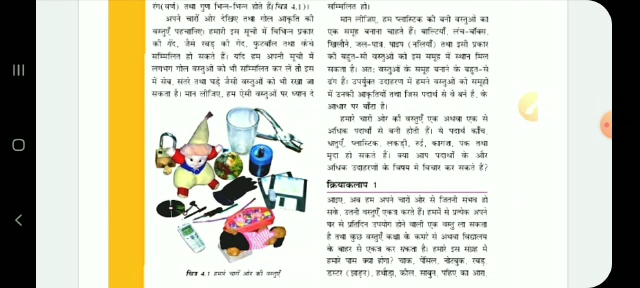 रंग(वर्ण) तथा गुण भिन्न-भिन्न होते हैं(चित्र 4.1)।
अपने चारों ओर देखिए तथा गोल आकृति की
वस्तुएँ पहचानिए। हमारी इस सूची में विभिन्न प्रकार
की गेंद, जैसे रबड़ की गेंद, फुटबॉल तथा कंचे
सम्मिलित हो सकते हैं। यदि हम अपनी सूची में
लगभग गोल वस्तुओं को भी सम्मिलित कर लें तो इस
में सेब, संतरे तथा घड़े जैसी वस्तुओं को भी रखा जा
सकता है। मान लीजिए, हम ऐसी वस्तुओं पर ध्यान दें
चित्र 4.1 हमारे चारों ओर की वस्तुएँ
सम्मिलित हों।
मान लीजिए, हम प्लास्टिक की बनी वस्तुओं का
एक समूह बनाना चाहते हैं। बाल्टियाँ, लंच-बॉक्स,
खिलौने, जल-पात्र, पाइप (नलियाँ) तथा इसी प्रकार
की बहुत-सी वस्तुओं को इस समूह में स्थान मिल
सकता है। अतः वस्तुओं के समूह बनाने के बहुत-से
ढंग हैं। उपर्युक्त उदाहरण में हमने वस्तुओं को समूहों
में उनकी आकृतियों तथा जिस पदार्थ से वे बने हैं, के
आधार पर बाँटा है।
हमारे चारों ओर की वस्तुएँ एक अथवा एक से
अधिक पदार्थों से बनी होती हैं। ये पदार्थ काँच,
धातुएँ, प्लास्टिक, लकड़ी, रुई, कागज, पंक तथा
मृदा हो सकते हैं। क्या आप पदार्थों के और
अधिक उदाहरणों के विषय में विचार कर सकते हैं?
क्रियाकलाप 1
आइए, अब हम अपने चारों ओर से जितनी संभव हो
सके, उतनी वस्तुएँ एकत्र करते हैं। हममें से प्रत्येक अपने
घर से प्रतिदिन उपयोग होने वाली एक वस्तु ला सकता
है तथा कुछ वस्तुएँ कक्षा के कमरे से अथवा विद्यालय
के बाहर से एकत्र कर सकता है। हमारे इस संग्रह में
हमारे पास क्या होगा? चाक, पेंसिल, नोटबुक, रबड़,
डस्टर (झाड़न), हथौड़ा, कील, साबुन, पहिए का आरा,